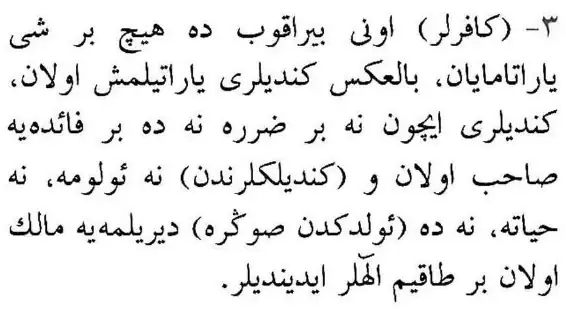 ٣- (كافرلر) اونی بیراقوب ده هیچ بر شی
یاراتامایان، بالعکس کندیلری یاراتیلمش اولان،
کندیلری ایچون نه بر ضرره نه ده بر فائده‌یه
صاحب اولان و (کندیلکلرندن) نه ئولومه، نه
حیاته، نه ده (ئولدکدن صوڭره) دیریلمه‌یه مالك
اولان بر طاقیم الٓهلر ایدیندیلر.